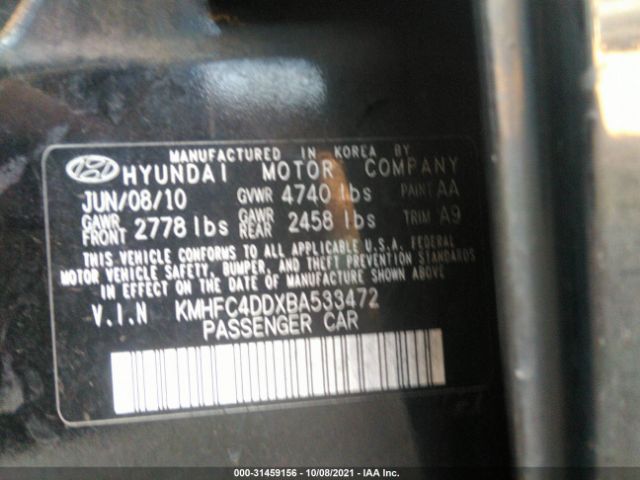 MANUFACTURED IN KOREA BY
HYUNDAI MOTOR COMPANY
JUN/08/10 GVWR 4740 lbs PAINT AA
GAWR FRONT 2778 lbs GAWR REAR 2458 lbs TRIM A9
THIS VEHICLE CONFORMS TO ALL APPLICABLE U.S.A. FEDERAL
MOTOR VEHICLE SAFETY, BUMPER, AND THEFT PREVENTION STANDARDS
IN EFFECT ON THE DATE OF MANUFACTURE SHOWN ABOVE.
V.I.N KMHFC4DDXBA533472
PASSENGER CAR
000-31459156 - 10/08/2021 - IAA Inc.